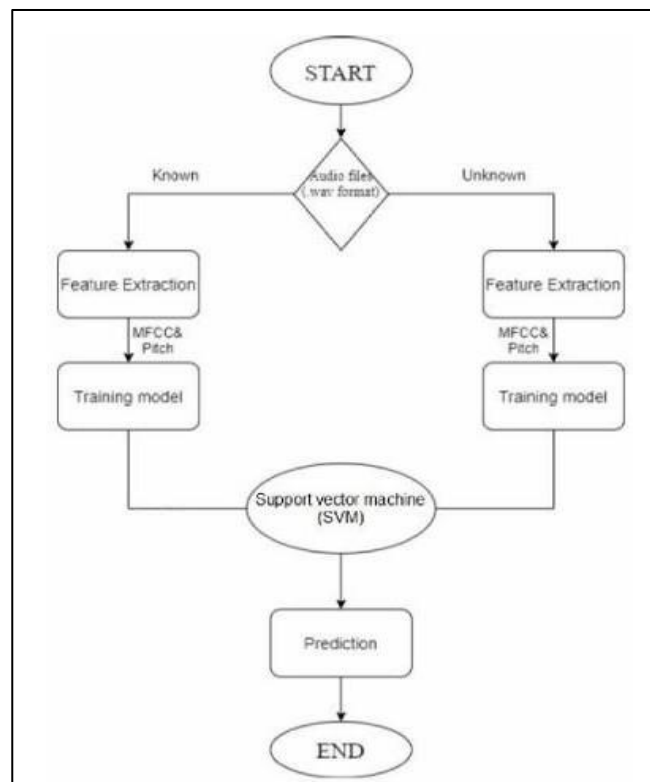 START
Audio files
(.wav format)
Known
Unknown
Feature Extraction
Feature Extraction
MFCC&
Pitch
MFCC&
Pitch
Training model
Training model
Support vector machine
(SVM)
Prediction
END